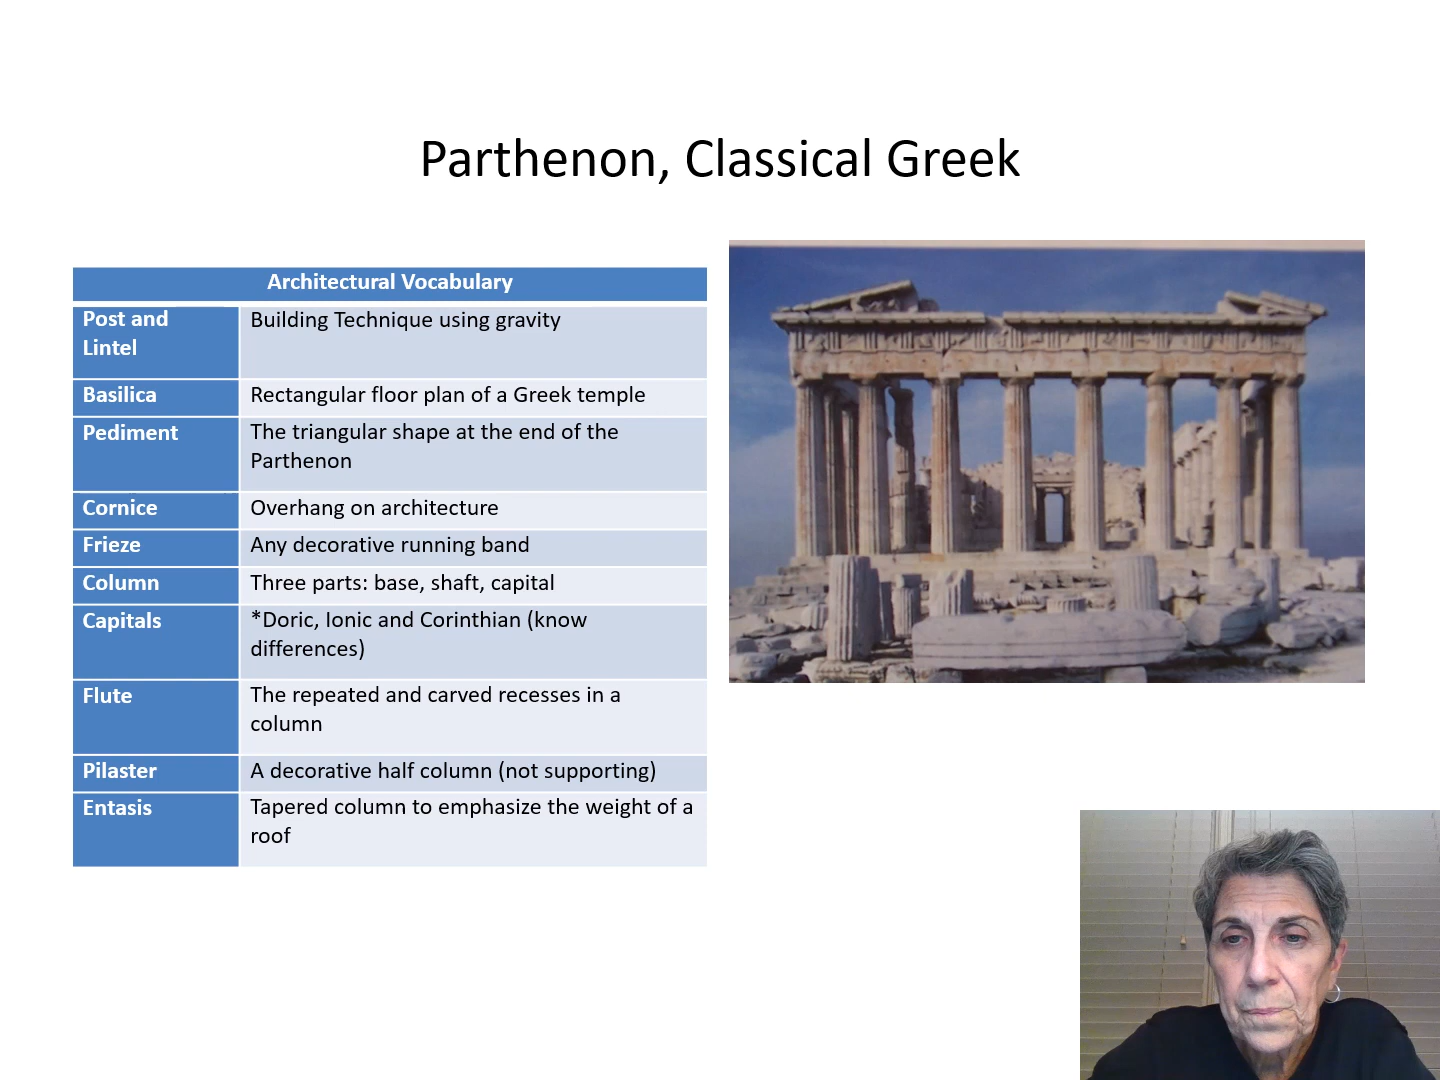 Parthenon, Classical Greek
Architectural Vocabulary
Post and
Lintel
Building Technique using gravity
Basilica
Rectangular floor plan of a Greek temple
Pediment
The triangular shape at the end of the
Parthenon
Cornice
Overhang on architecture
Frieze
Any decorative running band
Column
Three parts: base, shaft, capital
Capitals
*Doric, Ionic and Corinthian (know
differences)
Flute
The repeated and carved recesses in a
column
Pilaster
A decorative half column (not supporting)
Entasis
Tapered column to emphasize the weight of a
roof